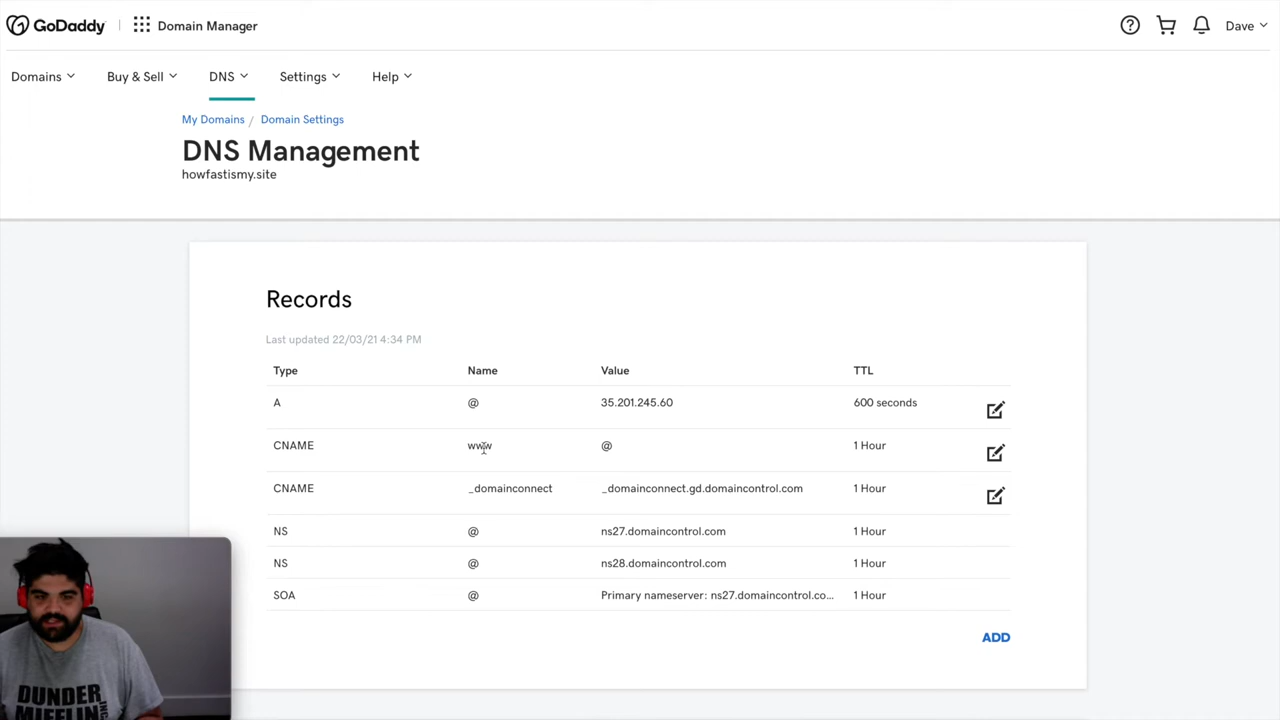 GoDaddy Domain Manager Dave
Domains Buy & Sell DNS Settings Help
My Domains / Domain Settings
DNS Management
howfastismy.site
Records
Last updated 22/03/21 4:34 PM
Type Name Value TTL
A @ 35.201.245.60 600 seconds
CNAME www @ 1 Hour
CNAME _domainconnect _domainconnect.gd.domaincontrol.com 1 Hour
NS @ ns27.domaincontrol.com 1 Hour
NS @ ns28.domaincontrol.com 1 Hour
SOA @ Primary nameserver: ns27.domaincontrol.co... 1 Hour
ADD
DUNDER
MIFFLIN